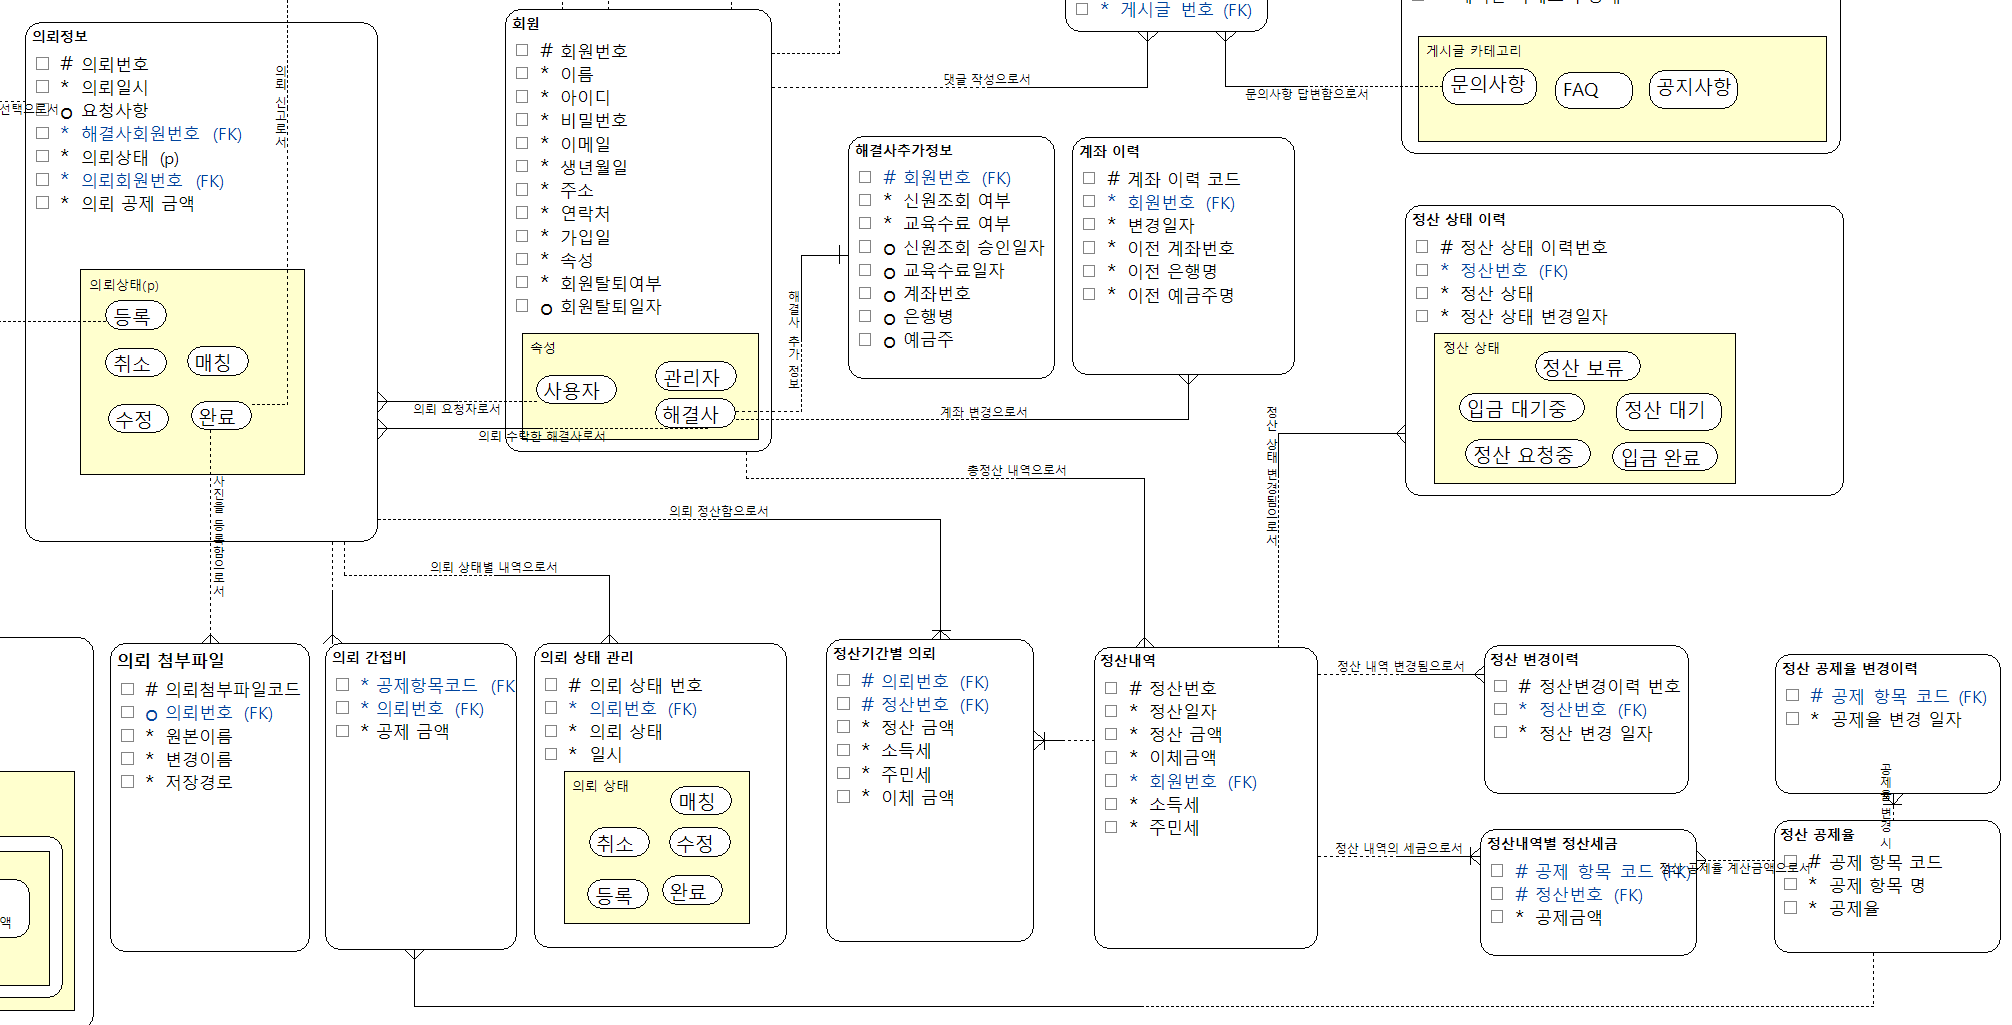 의뢰정보
# 의뢰번호
* 의뢰일시
o 요청사항
* 해결사회원번호 (FK)
* 의뢰상태 (p)
* 의뢰회원번호 (FK)
* 의뢰 공제 금액
선택으로서
의뢰 신고로서
의뢰상태(p)
등록
취소
매칭
수정
완료
사진을 등록함으로서
회원
# 회원번호
* 이름
* 아이디
* 비밀번호
* 이메일
* 생년월일
* 주소
* 연락처
* 가입일
* 속성
* 회원탈퇴여부
o 회원탈퇴일자
속성
사용자
관리자
해결사
의뢰 요청자로서
의뢰 수락한 해결사로서
* 게시글 번호 (FK)
댓글 작성으로서
문의사항 답변함으로서
게시글 카테고리
문의사항
FAQ
공지사항
해결사추가정보
# 회원번호 (FK)
* 신원조회 여부
* 교육수료 여부
o 신원조회 승인일자
o 교육수료일자
o 계좌번호
o 은행병
o 예금주
해결사 추가 정보
계좌 이력
# 계좌 이력 코드
* 회원번호 (FK)
* 변경일자
* 이전 계좌번호
* 이전 은행명
* 이전 예금주명
계좌 변경으로서
정산 상태 이력
# 정산 상태 이력번호
* 정산번호 (FK)
* 정산 상태
* 정산 상태 변경일자
정산 상태
정산 보류
입금 대기중
정산 대기
정산 요청중
입금 완료
정산 상태 변경됨으로서
총정산 내역으로서
의뢰 정산함으로서
의뢰 상태별 내역으로서
의뢰 첨부파일
# 의뢰첨부파일코드
o 의뢰번호 (FK)
* 원본이름
* 변경이름
* 저장경로
의뢰 간접비
* 공제항목코드 (FK
* 의뢰번호 (FK)
* 공제 금액
의뢰 상태 관리
# 의뢰 상태 번호
* 의뢰번호 (FK)
* 의뢰 상태
* 일시
의뢰 상태
매칭
취소
수정
등록
완료
정산기간별 의뢰
# 의뢰번호 (FK)
# 정산번호 (FK)
* 정산 금액
* 소득세
* 주민세
* 이체 금액
정산내역
# 정산번호
* 정산일자
* 정산 금액
* 이체금액
* 회원번호 (FK)
* 소득세
* 주민세
정산 내역 변경됨으로서
정산 내역의 세금으로서
정산 변경이력
# 정산변경이력 번호
* 정산번호 (FK)
* 정산 변경 일자
정산내역별 정산세금
# 공제 항목 코드 (FK)
# 정산번호 (FK)
* 공제금액
정산 공제율 계산금액으로서
정산 공제율 변경이력
# 공제 항목 코드 (FK)
* 공제율 변경 일자
공제율 변경 시
정산 공제율
# 공제 항목 코드
* 공제 항목 명
* 공제율
액